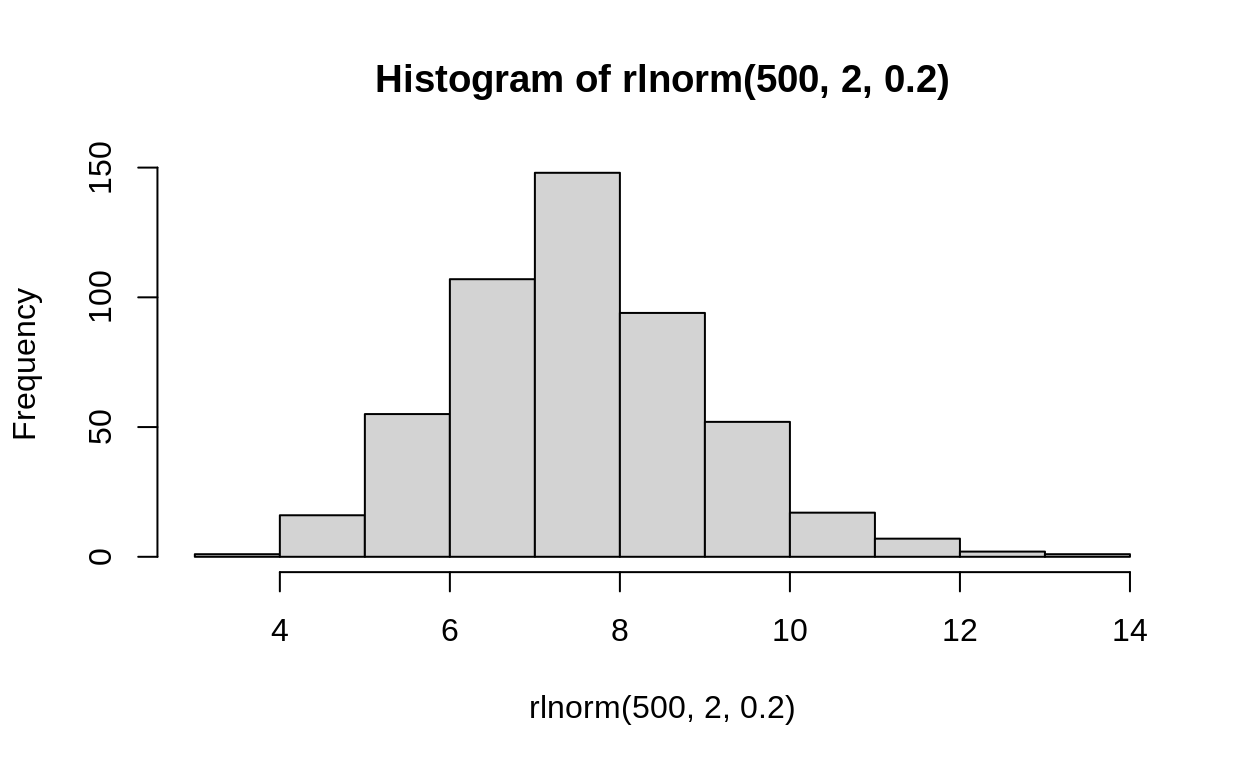 Histogram of rlnorm(500, 2, 0.2)
Frequency
150
100
50
0
4 6 8 10 12 14
rlnorm(500, 2, 0.2)